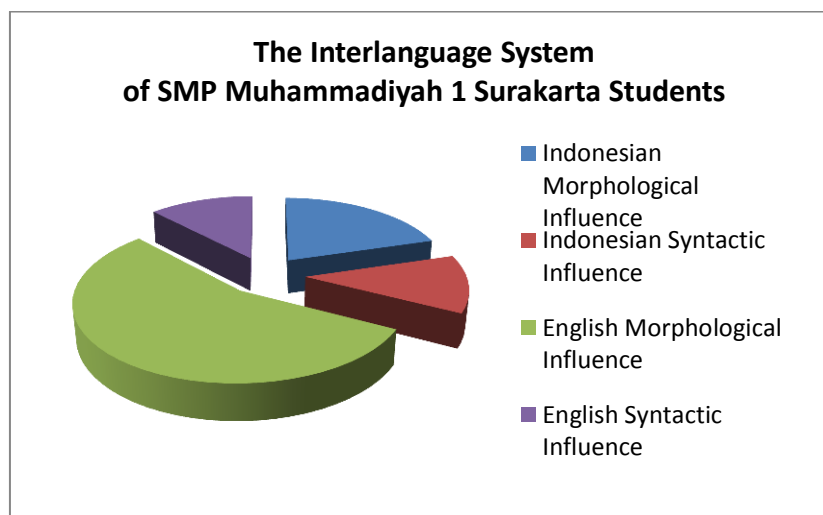 The Interlanguage System
of SMP Muhammadiyah 1 Surakarta Students
Indonesian
Morphological
Influence
Indonesian Syntactic
Influence
English Morphological
Influence
English Syntactic
Influence